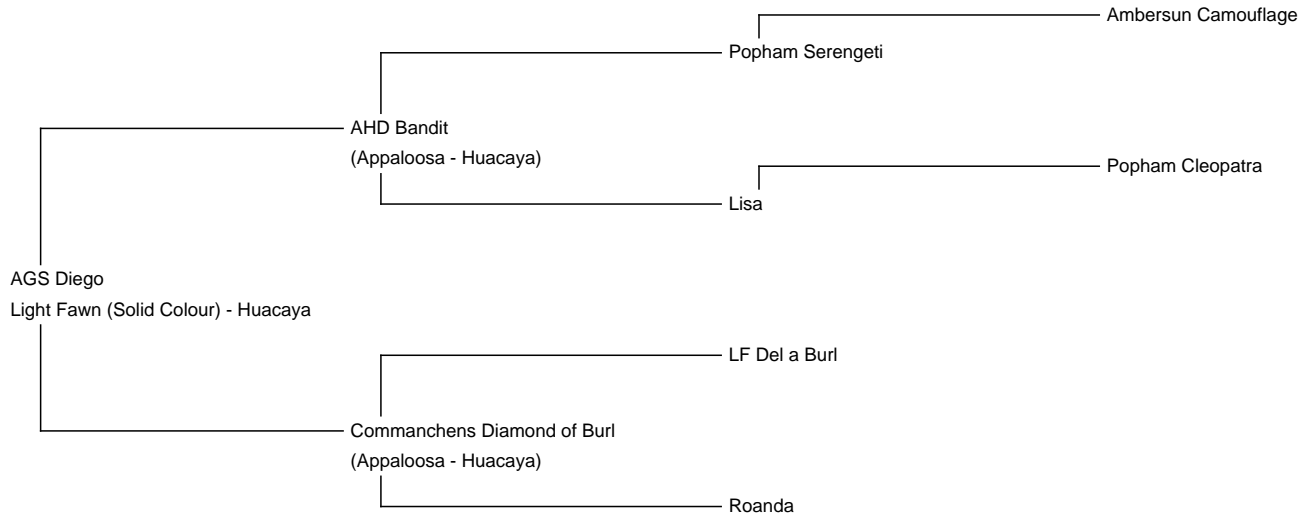 Ambersun Camouflage
Popham Serengeti
AHD Bandit
(Appaloosa - Huacaya)
Popham Cleopatra
Lisa
AGS Diego
Light Fawn (Solid Colour) - Huacaya
LF Del a Burl
Commanchens Diamond of Burl
(Appaloosa - Huacaya)
Roanda